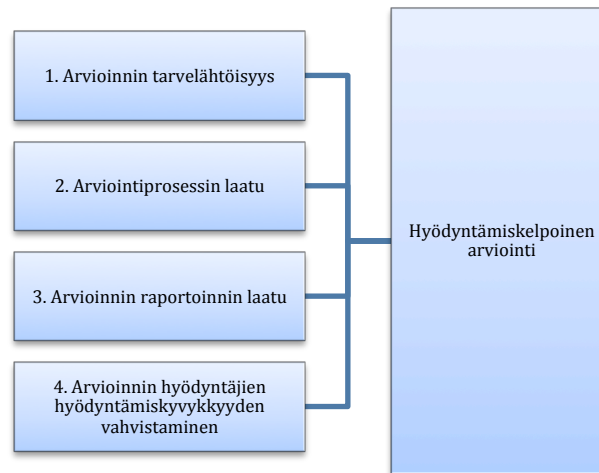 1. Arvioinnin tarvelähtöisyys
2. Arviointiprosessin laatu
3. Arvioinnin raportoinnin laatu
4. Arvioinnin hyödyntäjien
hyödyntämiskyvykkyyden
vahvistaminen
Hyödyntämiskelpoinen
arviointi